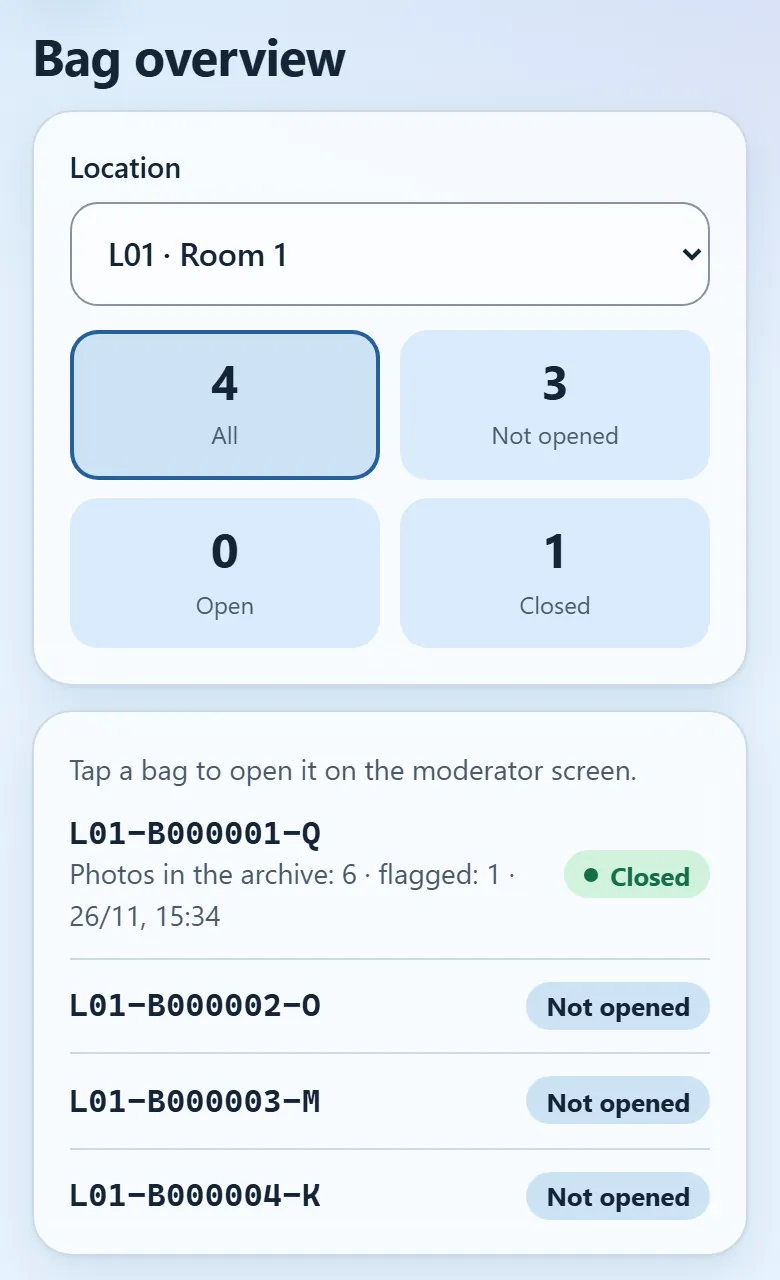 Bag overview
Location
L01 · Room 1
4
All
3
Not opened
0
Open
1
Closed
Tap a bag to open it on the moderator screen.
L01-B000001-Q
Photos in the archive: 6 · flagged: 1 ·
26/11, 15:34
Closed
L01-B000002-O
Not opened
L01-B000003-M
Not opened
L01-B000004-K
Not opened